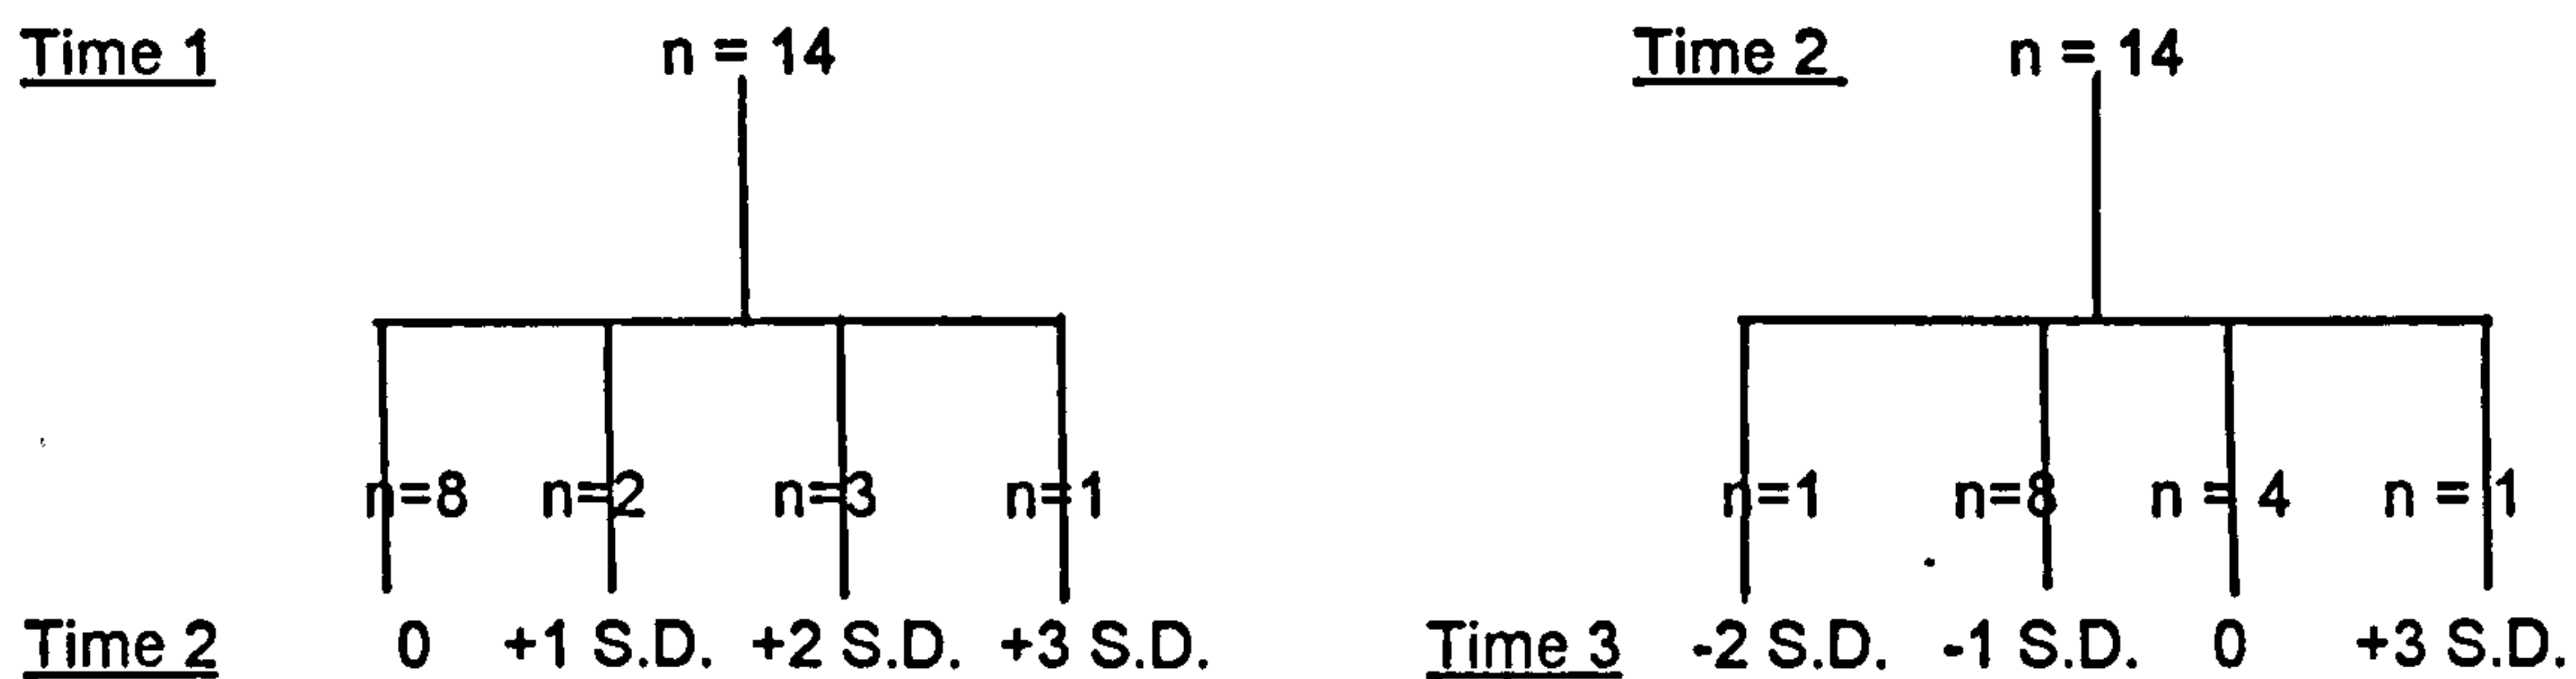 Time 1 n = 14 Time 2 n = 14
n=8 n=2 n=3 n=1 n=1 n=8 n = 4 n = 1
Time 2 0 +1 S.D. +2 S.D. +3 S.D. Time 3 -2 S.D. -1 S.D. 0 +3 S.D.